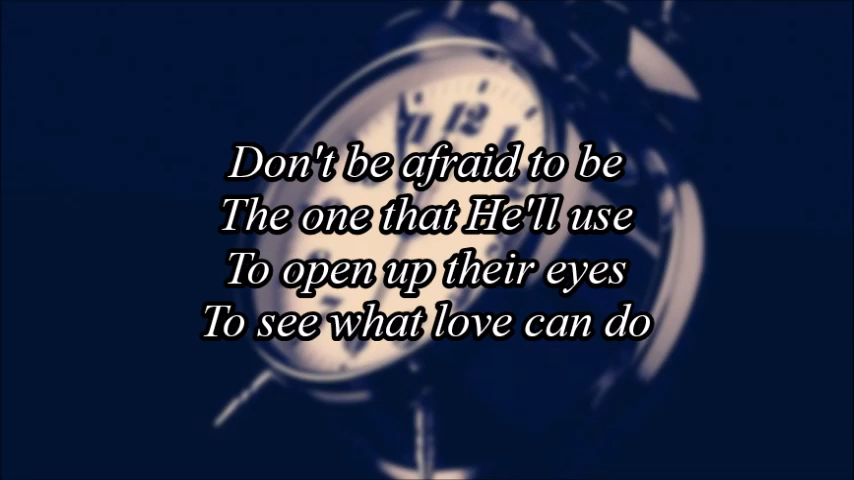 12
Don't be afraid to be
The one that He'll use
To open up their eyes
To see what love can do